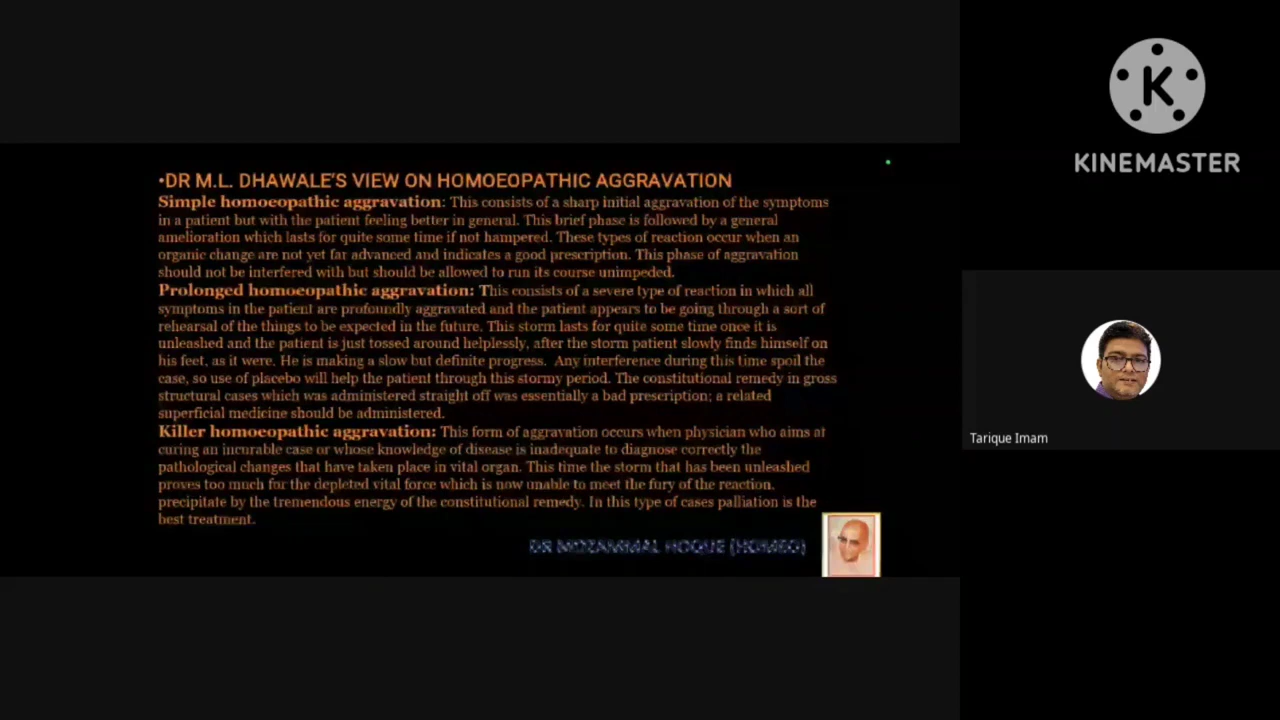 •DR M.L. DHAWALE'S VIEW ON HOMOEOPATHIC AGGRAVATION
Simple homoeopathic aggravation: This consists of a sharp initial aggravation of the symptoms
in a patient but with the patient feeling better in general. This brief phase is followed by a general
amelioration which lasts for quite some time if not hampered. These types of reaction occur when an
organic change are not yet far advanced and indicates a good prescription. This phase of aggravation
should not be interfered with but should be allowed to run its course unimpeded.
Prolonged homoeopathic aggravation: This consists of a severe type of reaction in which all
symptoms in the patient are profoundly aggravated and the patient appears to be going through a sort of
rehearsal of the things to be expected in the future. This storm lasts for quite some time once it is
unleashed and the patient is just tossed around helplessly, after the storm patient slowly finds himself on
his feet, as it were. He is making a slow but definite progress. Any interference during this time spoil the
case, so use of placebo will help the patient through this stormy period. The constitutional remedy in gross
structural cases which was administered straight off was essentially a bad prescription; a related
superficial medicine should be administered.
Killer homoeopathic aggravation: This form of aggravation occurs when physician who aims at
curing an incurable case or whose knowledge of disease is inadequate to diagnose correctly the
pathological changes that have taken place in vital organ. This time the storm that has been unleashed
proves too much for the depleted vital force which is now unable to meet the fury of the reaction,
precipitate by the tremendous energy of the constitutional remedy. In this type of cases palliation is the
best treatment.
DR MOZAMMAL HOQUE (HOMEO)
K
KINEMASTER
Tarique Imam